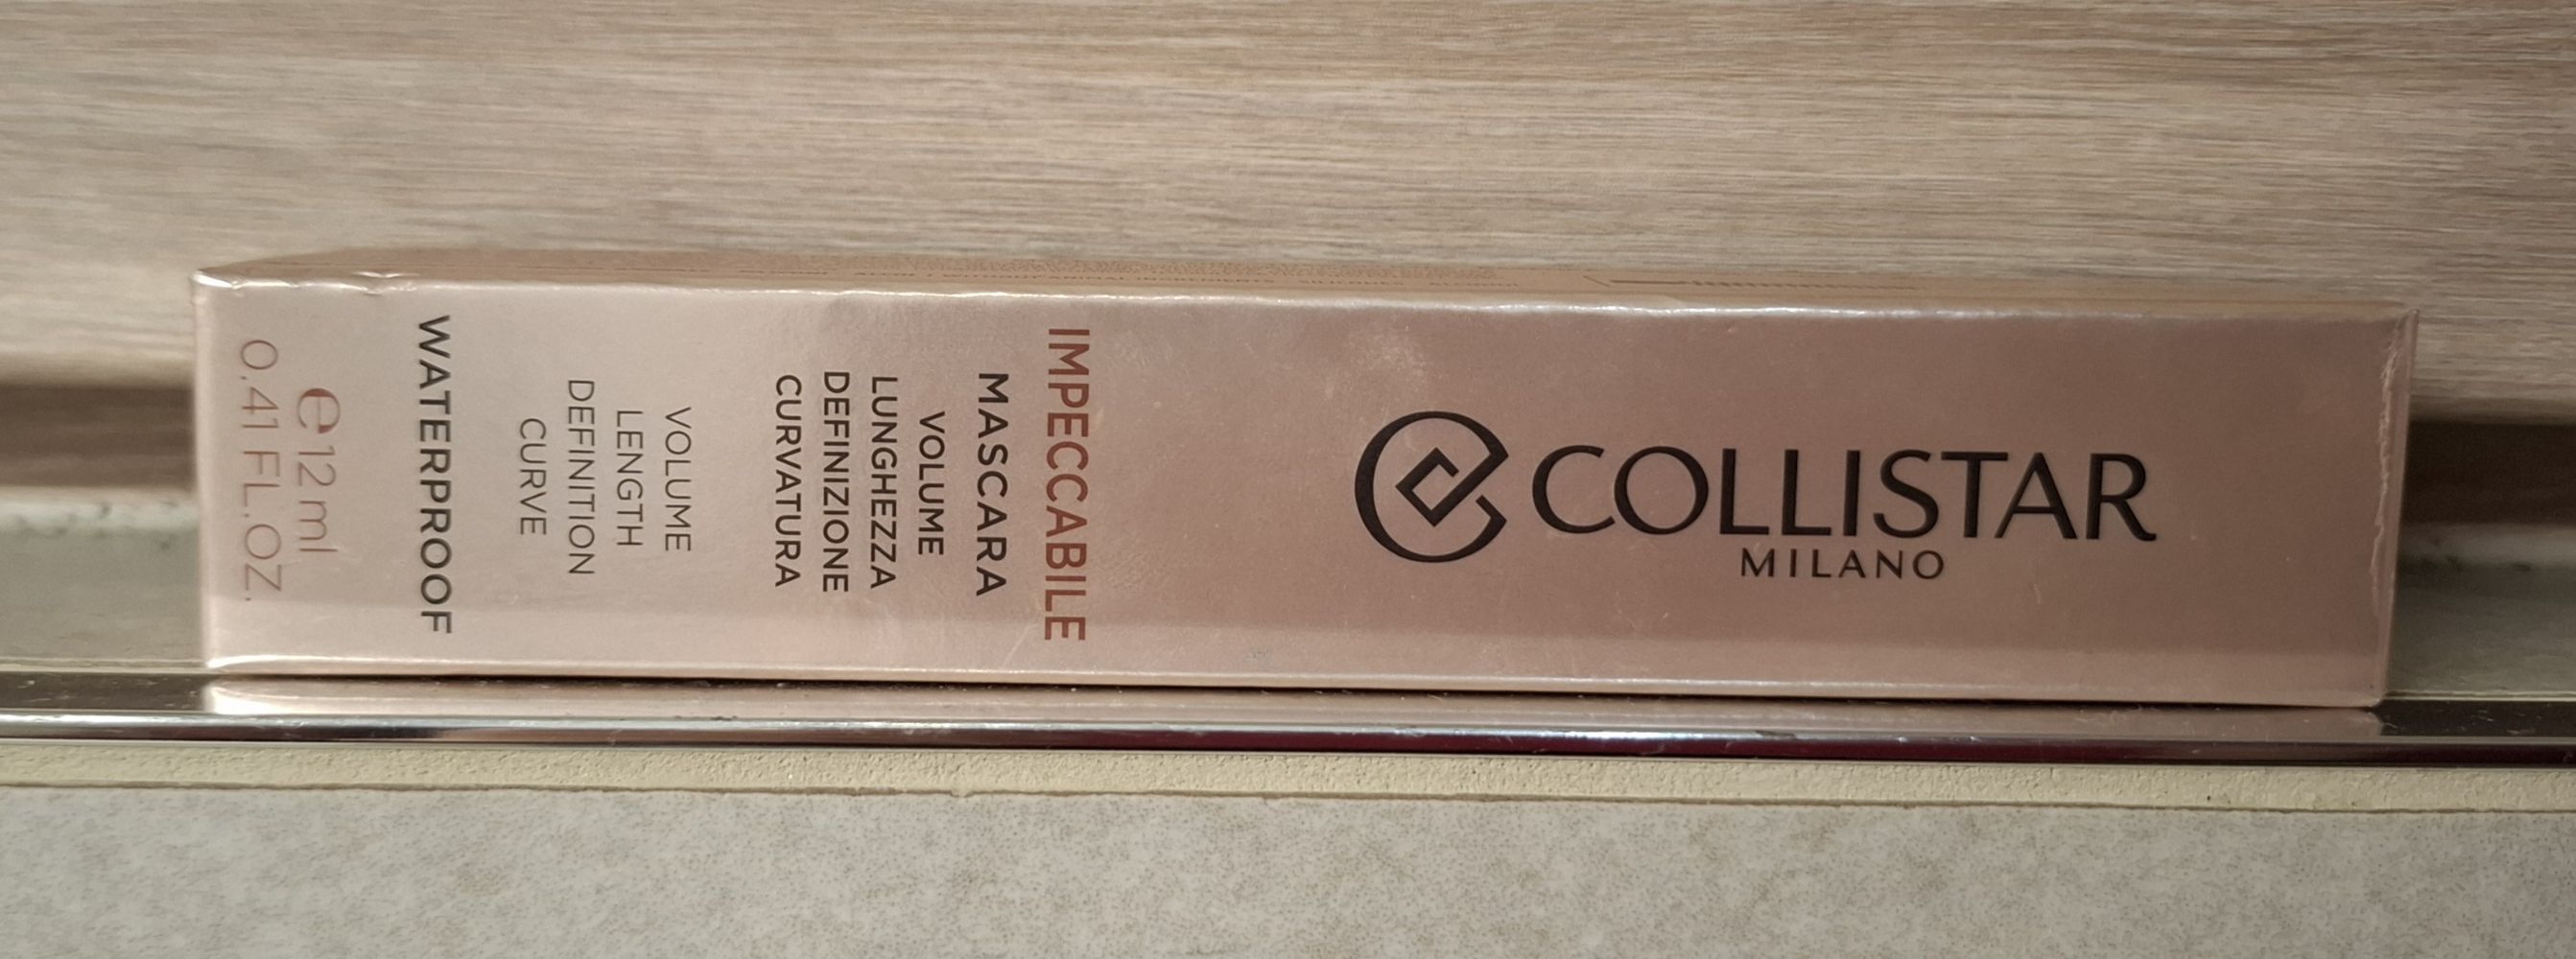 COLLISTAR
MILANO
IMPECCABILE
MASCARA
VOLUME
LUNGHEZZA
DEFINIZIONE
CURVATURA
VOLUME
LENGTH
DEFINITION
CURVE
WATERPROOF
e 12 ml
0.41 FL.OZ.